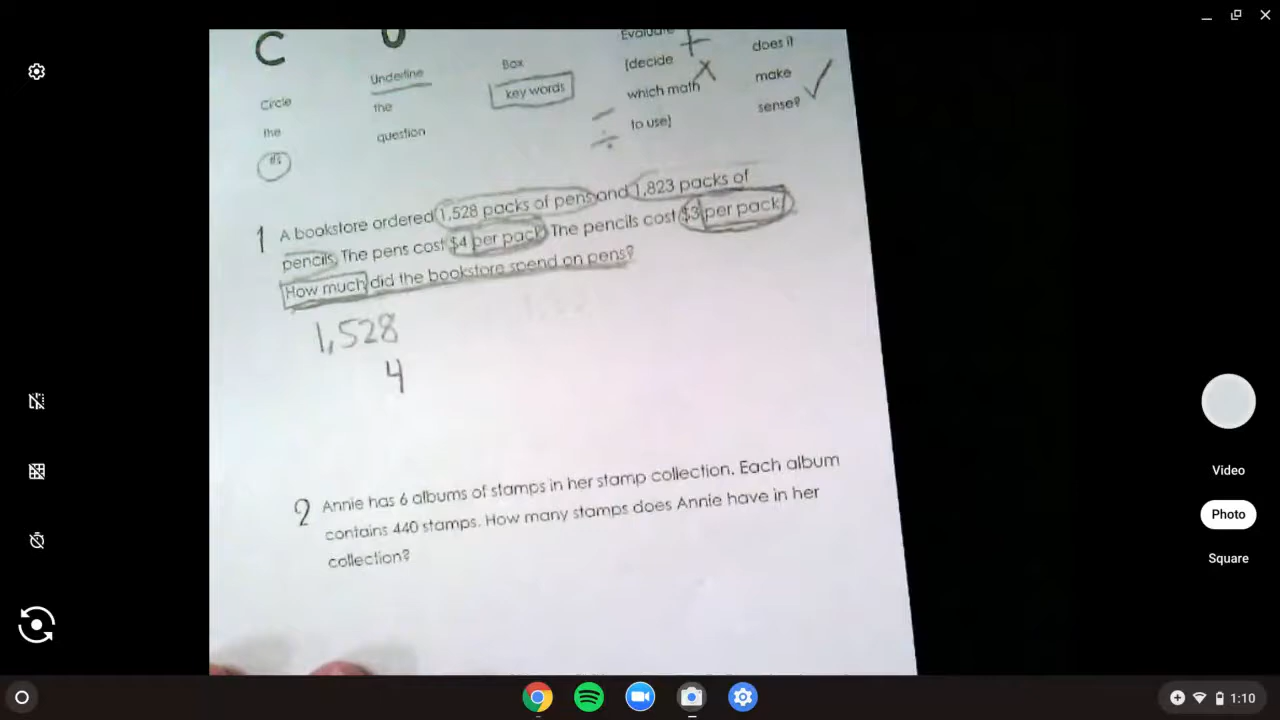 C U
Circle
the
#s
Underline
the
question
Box
key words
Evaluate
(decide
which math
to use)
+
×
−
÷
does it
make
sense?
1 A bookstore ordered 1,528 packs of pens and 1,823 packs of
pencils. The pens cost $4 per pack. The pencils cost $3 per pack.
How much did the bookstore spend on pens?
1,528
4
2 Annie has 6 albums of stamps in her stamp collection. Each album
contains 440 stamps. How many stamps does Annie have in her
collection?
Video
Photo
Square
1:10